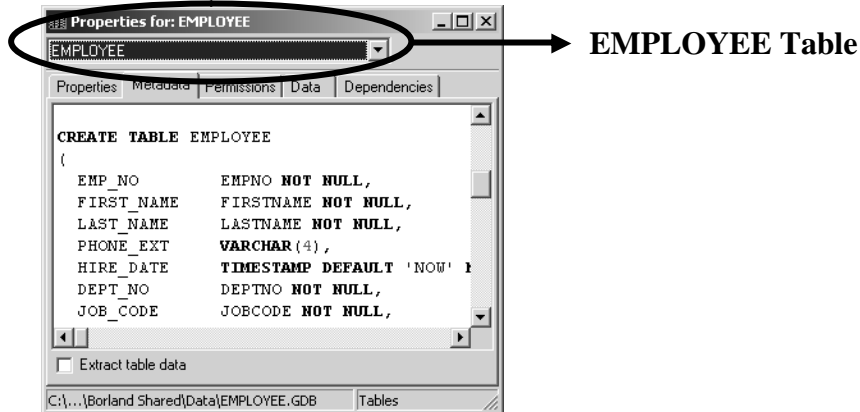 Properties for: EMPLOYEE
EMPLOYEE
EMPLOYEE Table
Properties Metadata Permissions Data Dependencies
CREATE TABLE EMPLOYEE
(
EMP_NO EMPNO NOT NULL,
FIRST_NAME FIRSTNAME NOT NULL,
LAST_NAME LASTNAME NOT NULL,
PHONE_EXT VARCHAR(4),
HIRE_DATE TIMESTAMP DEFAULT 'NOW'
DEPT_NO DEPTNO NOT NULL,
JOB_CODE JOBCODE NOT NULL,
Extract table data
C:\...\Borland Shared\Data\EMPLOYEE.GDB Tables